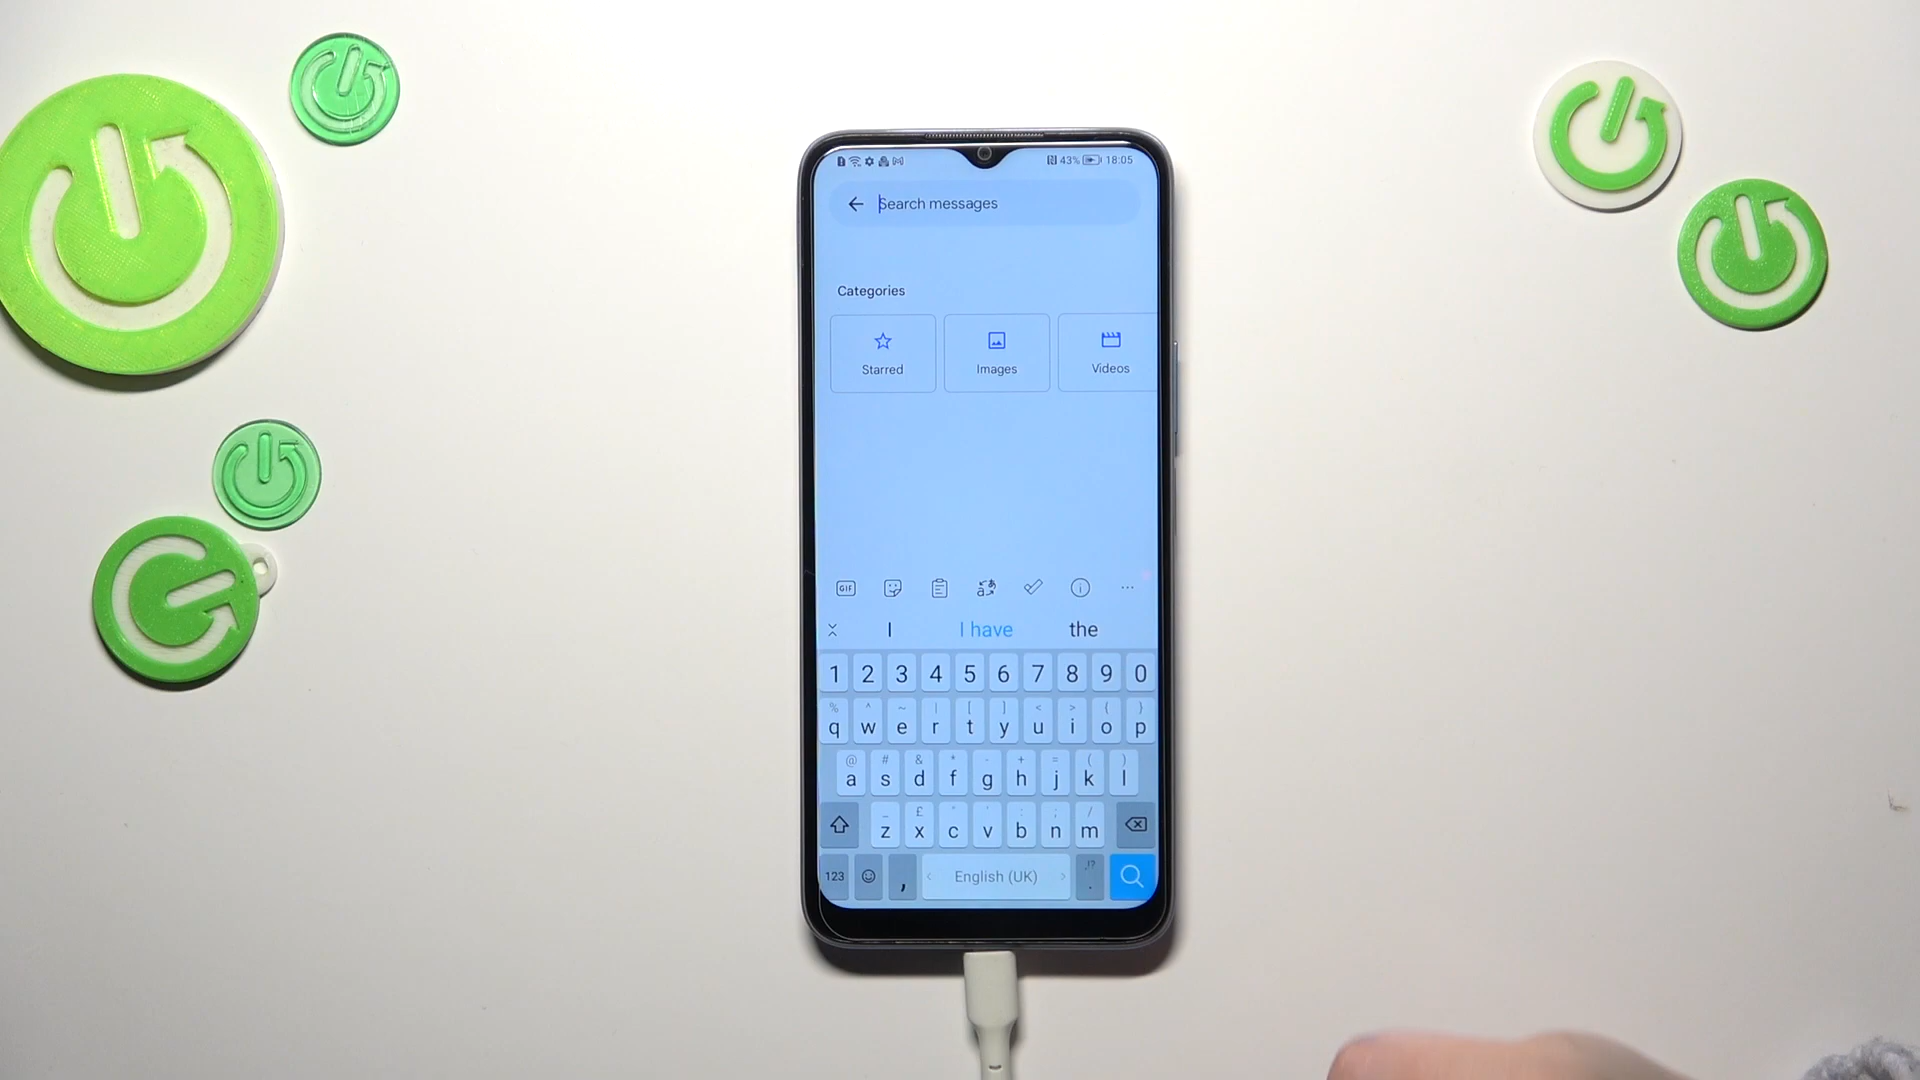 43% 18:05
Search messages
Categories
Starred Images Videos
GIF
I I have the
1 2 3 4 5 6 7 8 9 0
% ^ ~ | [ ] < > { }
q w e r t y u i o p
@ # & * - + = ( )
a s d f g h j k l
_ £ " ' : ; /
z x c v b n m
123 , < English (UK) > ,!? .